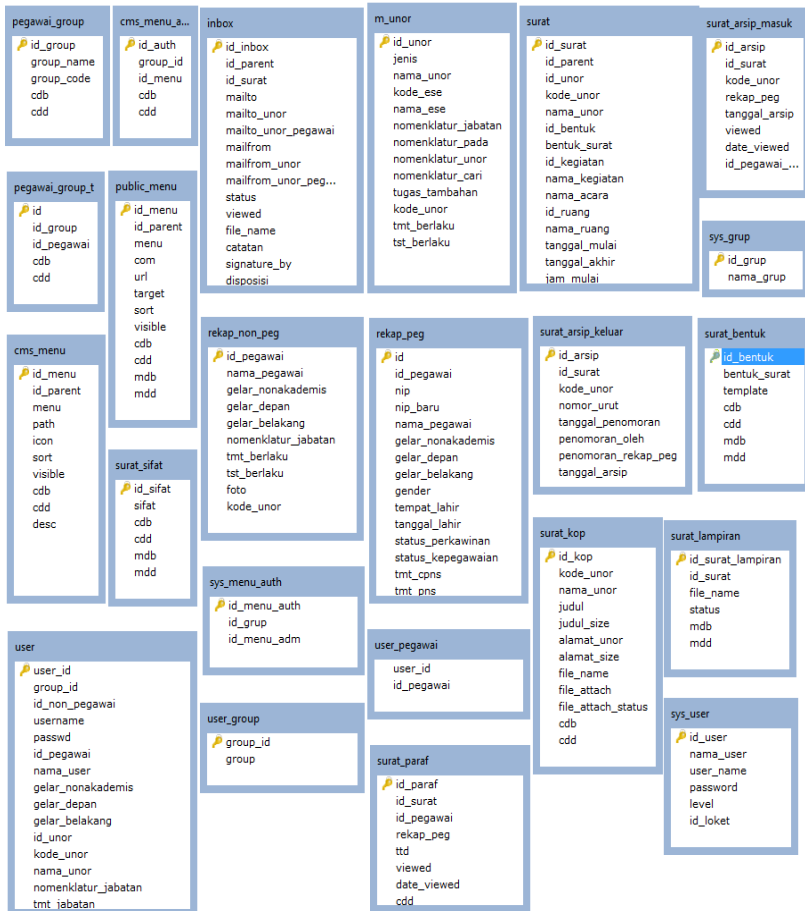 pegawai_group
id_group
group_name
group_code
cdb
cdd
cms_menu_a...
id_auth
group_id
id_menu
cdb
cdd
inbox
id_inbox
id_parent
id_surat
mailto
mailto_unor
mailto_unor_pegawai
mailfrom
mailfrom_unor
mailfrom_unor_peg...
status
viewed
file_name
catatan
signature_by
disposisi
m_unor
id_unor
jenis
nama_unor
kode_ese
nama_ese
nomenklatur_jabatan
nomenklatur_pada
nomenklatur_unor
nomenklatur_cari
tugas_tambahan
kode_unor
tmt_berlaku
tst_berlaku
surat
id_surat
id_parent
id_unor
kode_unor
nama_unor
id_bentuk
bentuk_surat
id_kegiatan
nama_kegiatan
nama_acara
id_ruang
nama_ruang
tanggal_mulai
tanggal_akhir
jam_mulai
surat_arsip_masuk
id_arsip
id_surat
kode_unor
rekap_peg
tanggal_arsip
viewed
date_viewed
id_pegawai_...
pegawai_group_t
id
id_group
id_pegawai
cdb
cdd
public_menu
id_menu
id_parent
menu
com
url
target
sort
visible
cdb
cdd
mdb
mdd
sys_grup
id_grup
nama_grup
cms_menu
id_menu
id_parent
menu
path
icon
sort
visible
cdb
cdd
desc
surat_sifat
id_sifat
sifat
cdb
cdd
mdb
mdd
rekap_non_peg
id_pegawai
nama_pegawai
gelar_nonakademis
gelar_depan
gelar_belakang
nomenklatur_jabatan
tmt_berlaku
tst_berlaku
foto
kode_unor
rekap_peg
id
id_pegawai
nip
nip_baru
nama_pegawai
gelar_nonakademis
gelar_depan
gelar_belakang
gender
tempat_lahir
tanggal_lahir
status_perkawinan
status_kepegawaian
tmt_cpns
tmt_pns
surat_arsip_keluar
id_arsip
id_surat
kode_unor
nomor_urut
tanggal_penomoran
penomoran_oleh
penomoran_rekap_peg
tanggal_arsip
surat_bentuk
id_bentuk
bentuk_surat
template
cdb
cdd
mdb
mdd
surat_kop
id_kop
kode_unor
nama_unor
judul
judul_size
alamat_unor
alamat_size
file_name
file_attach
file_attach_status
cdb
cdd
surat_lampiran
id_surat_lampiran
id_surat
file_name
status
mdb
mdd
sys_menu_auth
id_menu_auth
id_grup
id_menu_adm
user
user_id
group_id
id_non_pegawai
username
passwd
id_pegawai
nama_user
gelar_nonakademis
gelar_depan
gelar_belakang
id_unor
kode_unor
nama_unor
nomenklatur_jabatan
tmt_jabatan
user_group
group_id
group
user_pegawai
user_id
id_pegawai
surat_paraf
id_paraf
id_surat
id_pegawai
rekap_peg
ttd
viewed
date_viewed
cdd
sys_user
id_user
nama_user
user_name
password
level
id_loket